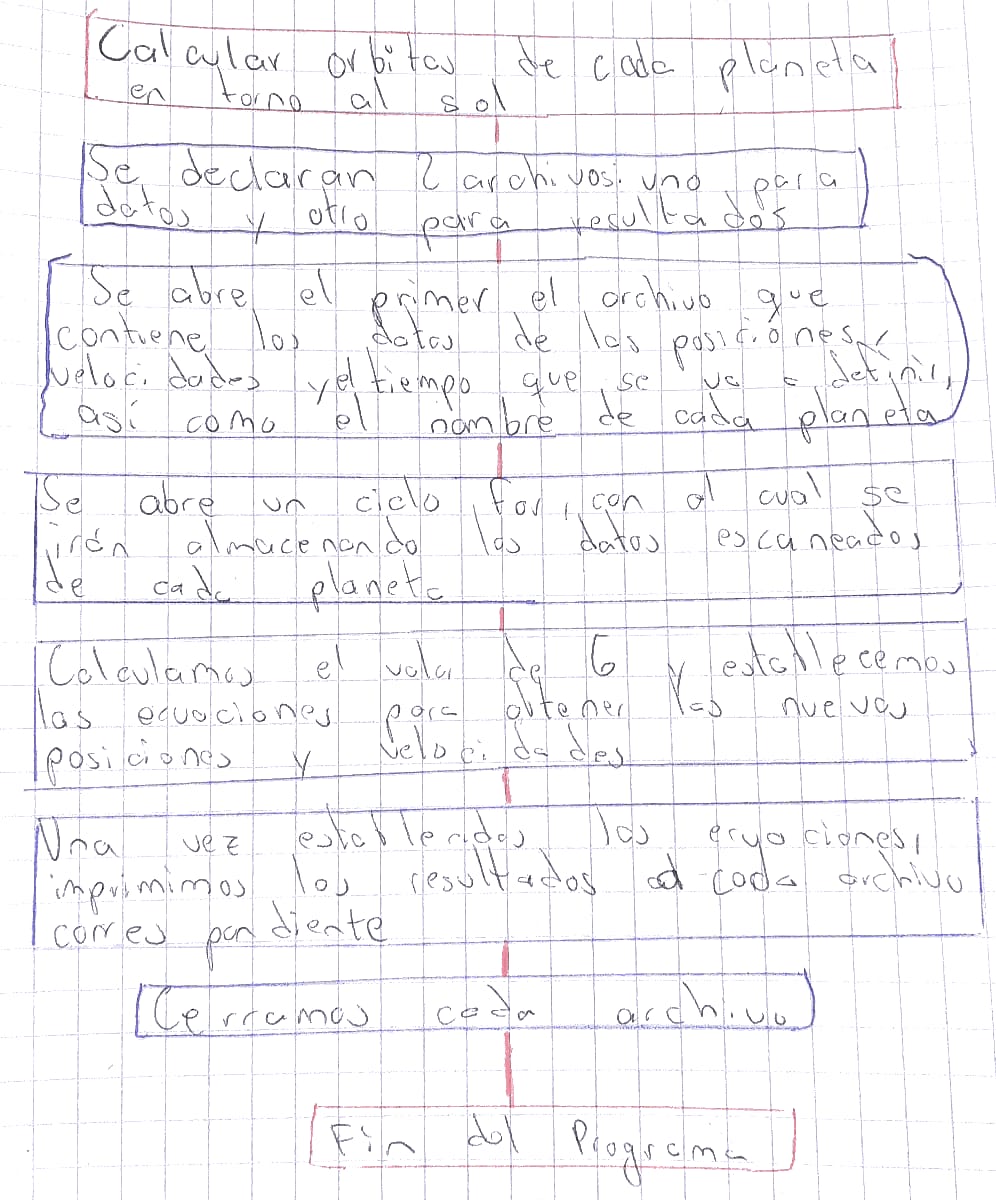 Calcular orbitas de cada planeta
en torno al sol
Se declaran 2 archivos: uno para
datos y otro para resultados
Se abre el primer el archivo que
contiene los datos de las posiciónes,
velocidades y el tiempo que se va a definir,
así como el nombre de cada planeta
Se abre un ciclo for, con al cual se
irán almacenando los datos escaneados
de cada planeta
Calculamos el valor de G y establecemos
las ecuaciones para obtener las nuevas
posiciones y velocidades
Una vez establecidas las ecuaciones,
imprimimos los resultados ad cada archivo
correspondiente
Cerramos cada archivo
Fin del Programa